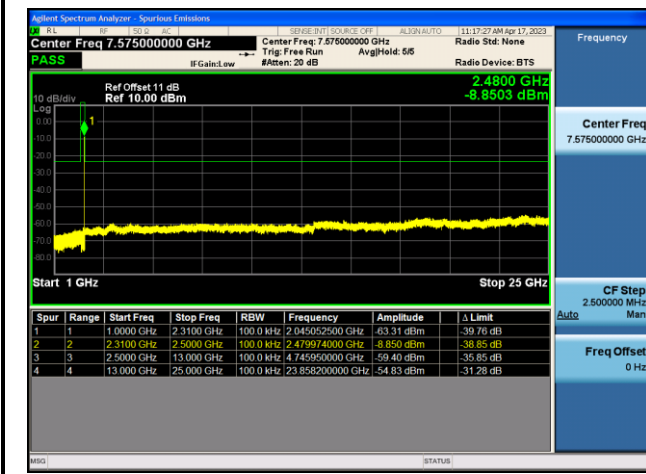 Agilent Spectrum Analyzer - Spurious Emissions
RL RF 50 Ω AC SENSE:INT SOURCE OFF ALIGN AUTO 11:17:27 AM Apr 17, 2023
Center Freq 7.575000000 GHz Center Freq: 7.575000000 GHz Radio Std: None
Trig: Free Run Avg|Hold: 5/5
PASS IFGain:Low #Atten: 20 dB Radio Device: BTS
Ref Offset 11 dB 2.4800 GHz
10 dB/div Ref 10.00 dBm -8.8503 dBm
Log
0.00
1
-10.0
-20.0
-30.0
-40.0
-50.0
-60.0
-70.0
-80.0
Start 1 GHz Stop 25 GHz
Spur Range Start Freq Stop Freq RBW Frequency Amplitude Δ Limit
1 1 1.0000 GHz 2.3100 GHz 100.0 kHz 2.045052500 GHz -63.31 dBm -39.76 dB
2 2 2.3100 GHz 2.5000 GHz 100.0 kHz 2.479974000 GHz -8.850 dBm -38.85 dB
3 3 2.5000 GHz 13.000 GHz 100.0 kHz 4.745950000 GHz -59.40 dBm -35.85 dB
4 4 13.000 GHz 25.000 GHz 100.0 kHz 23.858200000 GHz -54.83 dBm -31.28 dB
MSG STATUS
Frequency
Center Freq
7.575000000 GHz
CF Step
2.500000 MHz
Auto Man
Freq Offset
0 Hz